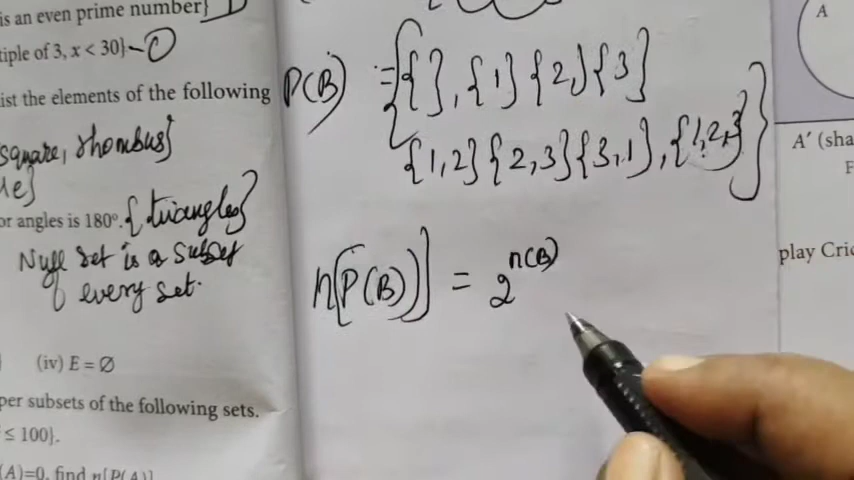 is an even prime number}
tiple of 3, x < 30}
ist the elements of the following
square, rhombus}
or angles is 180°. {triangles}
Null set is a subset
of every set.
(iv) E = ∅
per subsets of the following sets.
≤ 100}.
(A)=0, find n[P(A)]
P(B) = {{ }, {1} {2,} {3}
{1,2} {2,3} {3,1}, {1,2,3}}
n[P(B)] = 2^n(B)
A
A′ (sha
F
play Cric